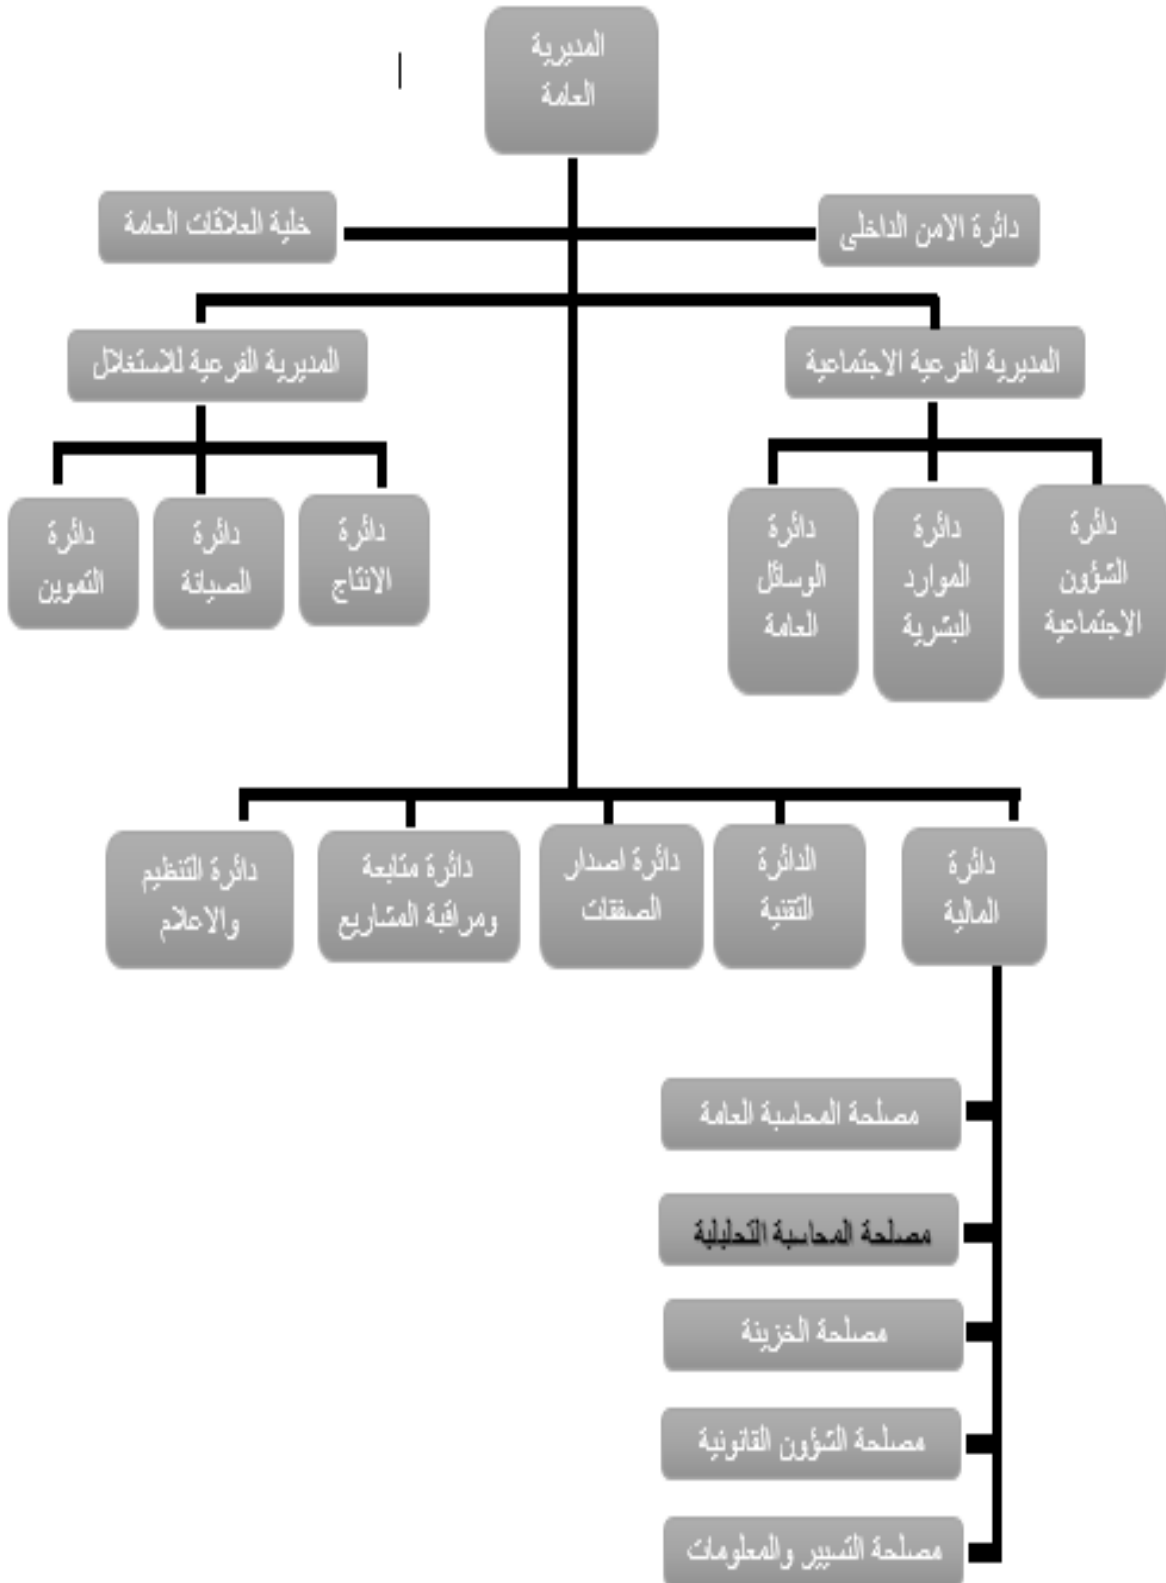 المديرية
العامة
دائرة الامن الداخلى
خلية العلاقات العامة
المديرية الفرعية الاجتماعية
المديرية الفرعية للاستغلال
دائرة
الشؤون
الاجتماعية
دائرة
الموارد
البشرية
دائرة
الوسائل
العامة
دائرة
الانتاج
دائرة
الصيانة
دائرة
التموين
دائرة
المالية
الدائرة
التقنية
دائرة اصدار
الصفقات
دائرة متابعة
ومراقبة المشاريع
دائرة التنظيم
والاعلام
مصلحة المحاسبة العامة
مصلحة المحاسبة التحليلية
مصلحة الخزينة
مصلحة الشؤون القانونية
مصلحة التسيير والمعلومات